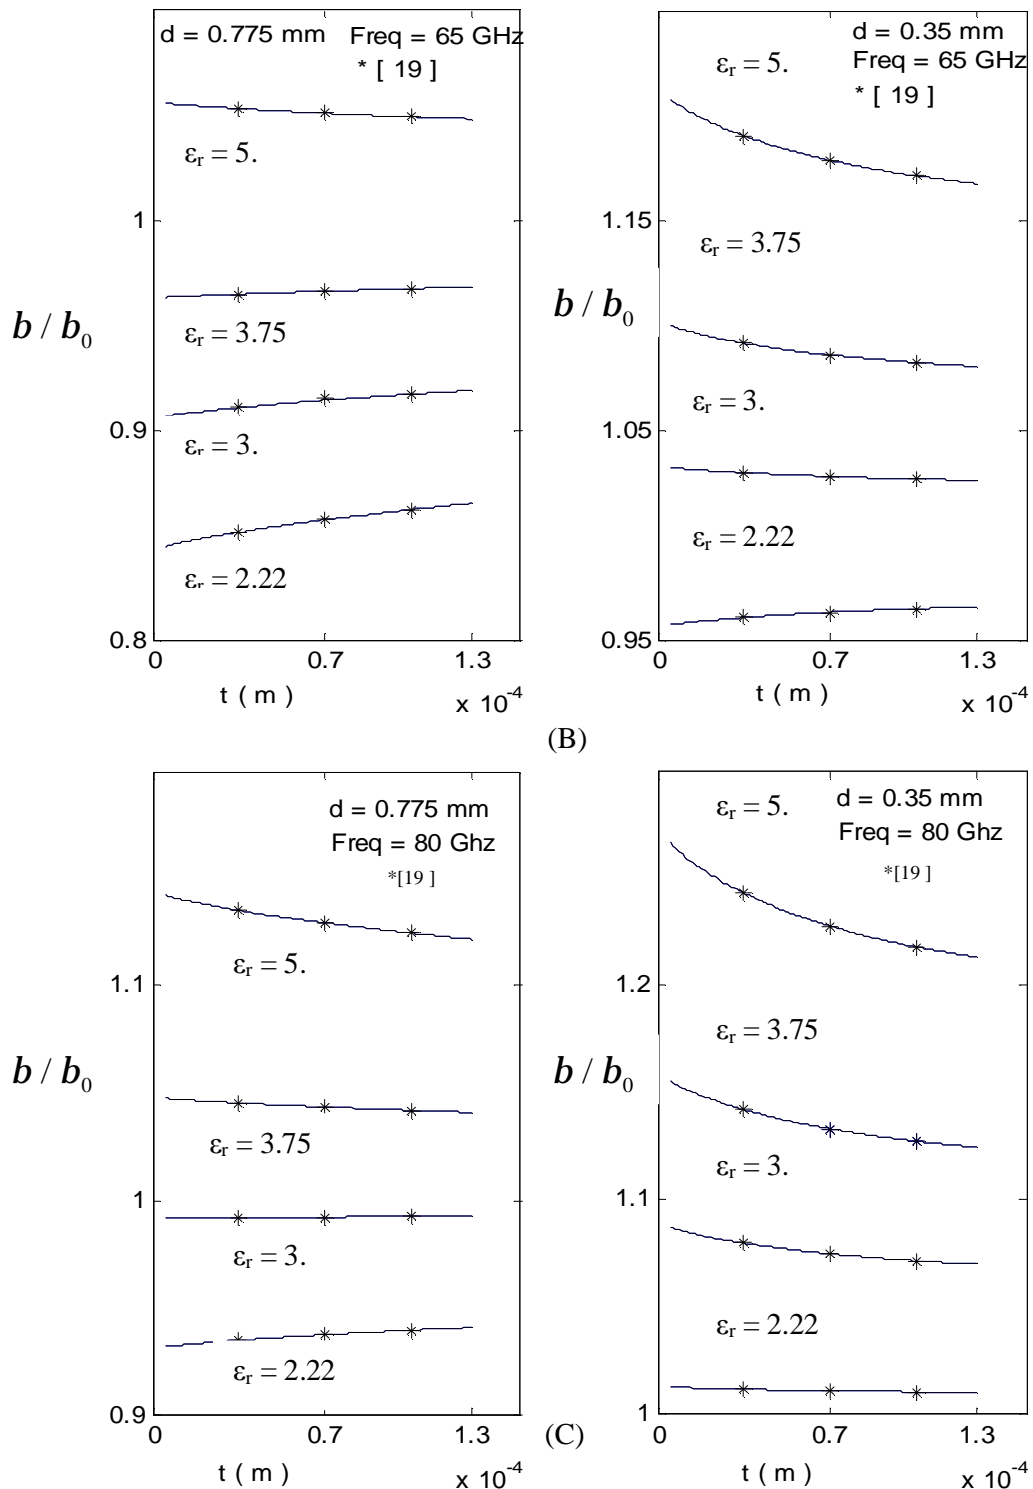 d = 0.775 mm Freq = 65 GHz
* [ 19 ]
εr = 5.
1
εr = 3.75
b / b0
0.9
εr = 3.
εr = 2.22
0.8
0 0.7 1.3
t ( m )
x 10-4
d = 0.35 mm
εr = 5.
Freq = 65 GHz
* [ 19 ]
1.15
εr = 3.75
b / b0
εr = 3.
1.05
εr = 2.22
0.95
0 0.7 1.3
t ( m )
x 10-4
(B)
d = 0.775 mm
Freq = 80 Ghz
*[19 ]
εr = 5.
1.1
b / b0
εr = 3.75
1
εr = 3.
εr = 2.22
0.9
0 0.7 1.3
t ( m )
x 10-4
εr = 5.
d = 0.35 mm
Freq = 80 Ghz
*[19 ]
1.2
εr = 3.75
b / b0
εr = 3.
1.10
εr = 2.22
1
0 0.7 1.3
t ( m )
x 10-4
(C)